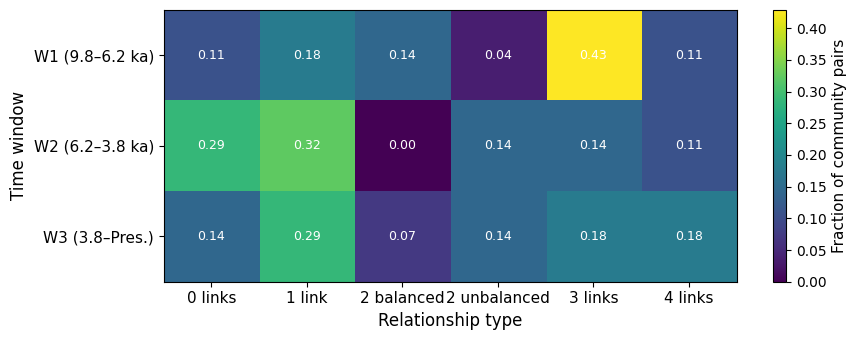 W1 (9.8–6.2 ka)
0.11 0.18 0.14 0.04 0.43 0.11
W2 (6.2–3.8 ka)
0.29 0.32 0.00 0.14 0.14 0.11
W3 (3.8–Pres.)
0.14 0.29 0.07 0.14 0.18 0.18
0 links 1 link 2 balanced 2 unbalanced 3 links 4 links
Relationship type
Time window
0.40
0.35
0.30
0.25
0.20
0.15
0.10
0.05
0.00
Fraction of community pairs